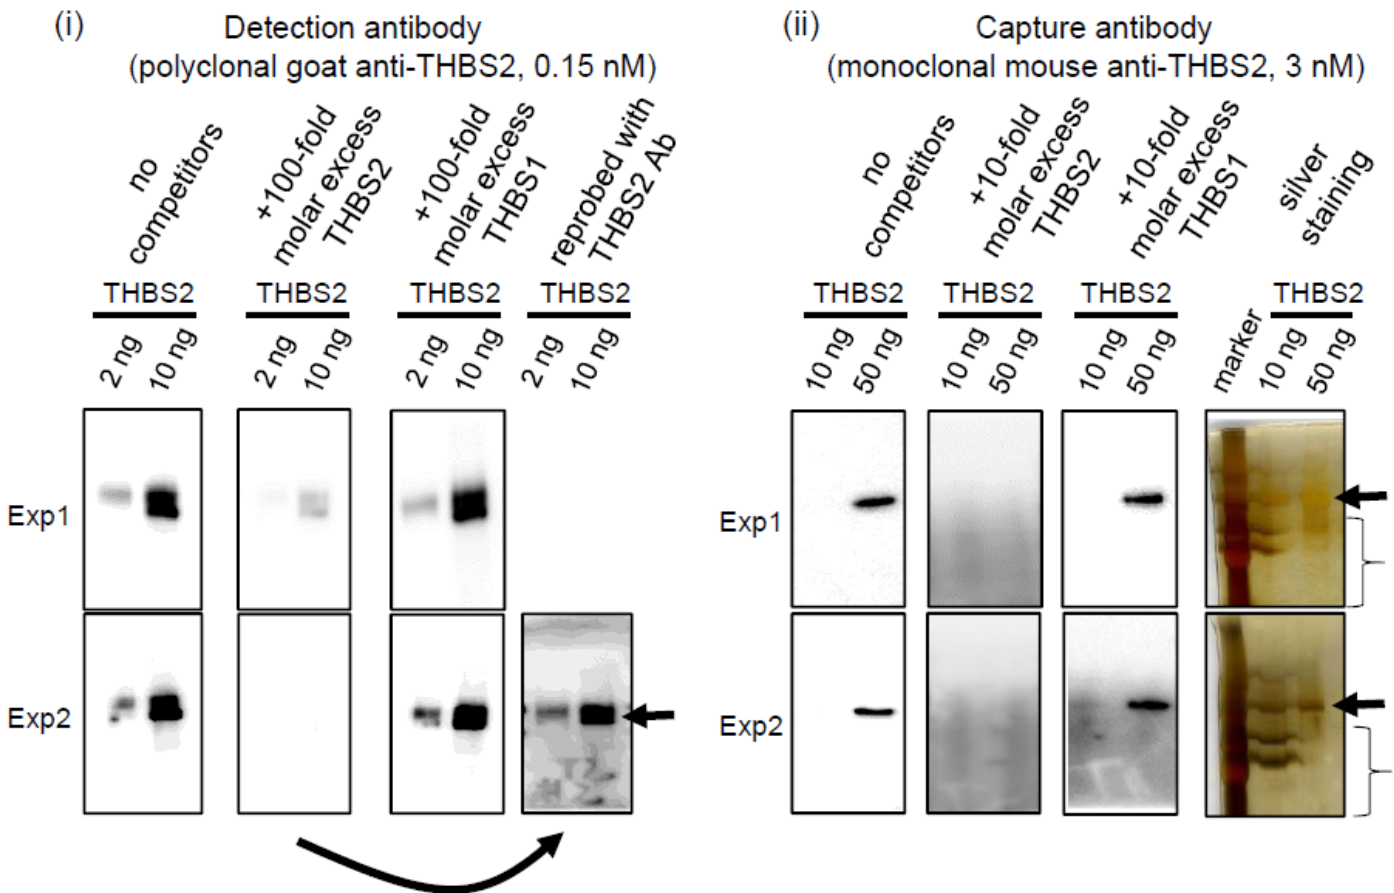 (i)
Detection antibody
(polyclonal goat anti-THBS2, 0.15 nM)
no
competitors
+100-fold
molar excess
THBS2
+100-fold
molar excess
THBS1
reprobed with
THBS2 Ab
THBS2
THBS2
THBS2
THBS2
2 ng
10 ng
2 ng
10 ng
2 ng
10 ng
2 ng
10 ng
Exp1
Exp2
(ii)
Capture antibody
(monoclonal mouse anti-THBS2, 3 nM)
no
competitors
+10-fold
molar excess
THBS2
+10-fold
molar excess
THBS1
silver
staining
THBS2
THBS2
THBS2
THBS2
10 ng
50 ng
10 ng
50 ng
10 ng
50 ng
marker
10 ng
50 ng
Exp1
Exp2